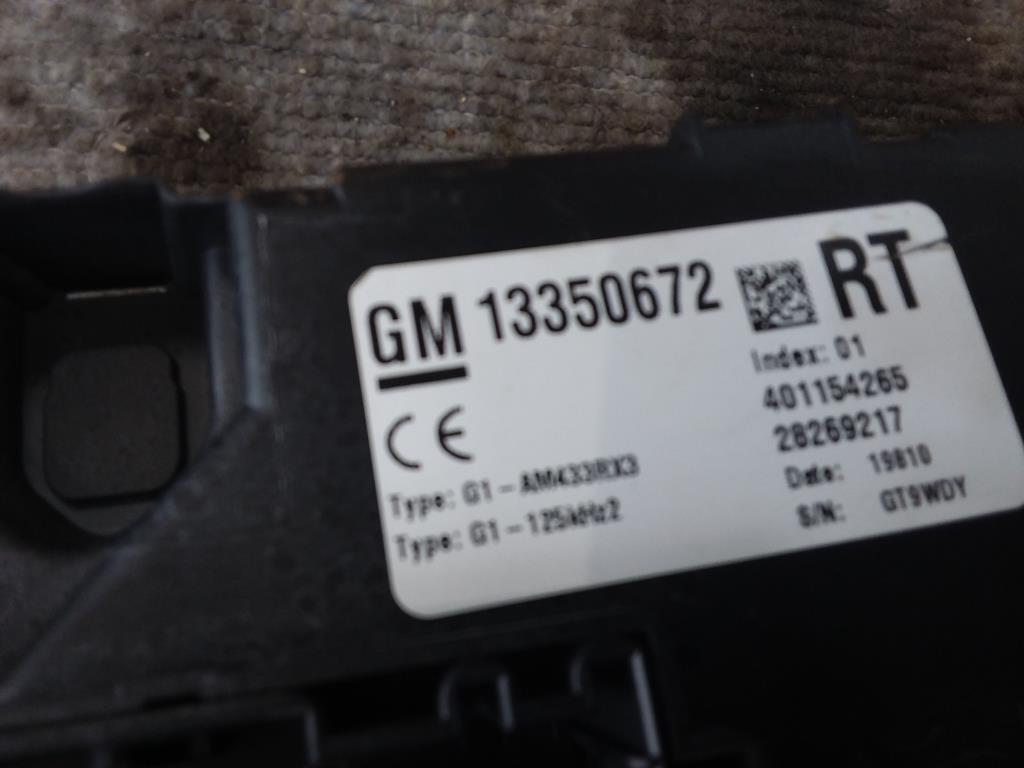 GM 13350672 RT
Index: 01
401154265
28269217
CE
Type: G1-AM433RX3
Date: 19810
Type: G1-125kHz2
S/N: GT9WDY